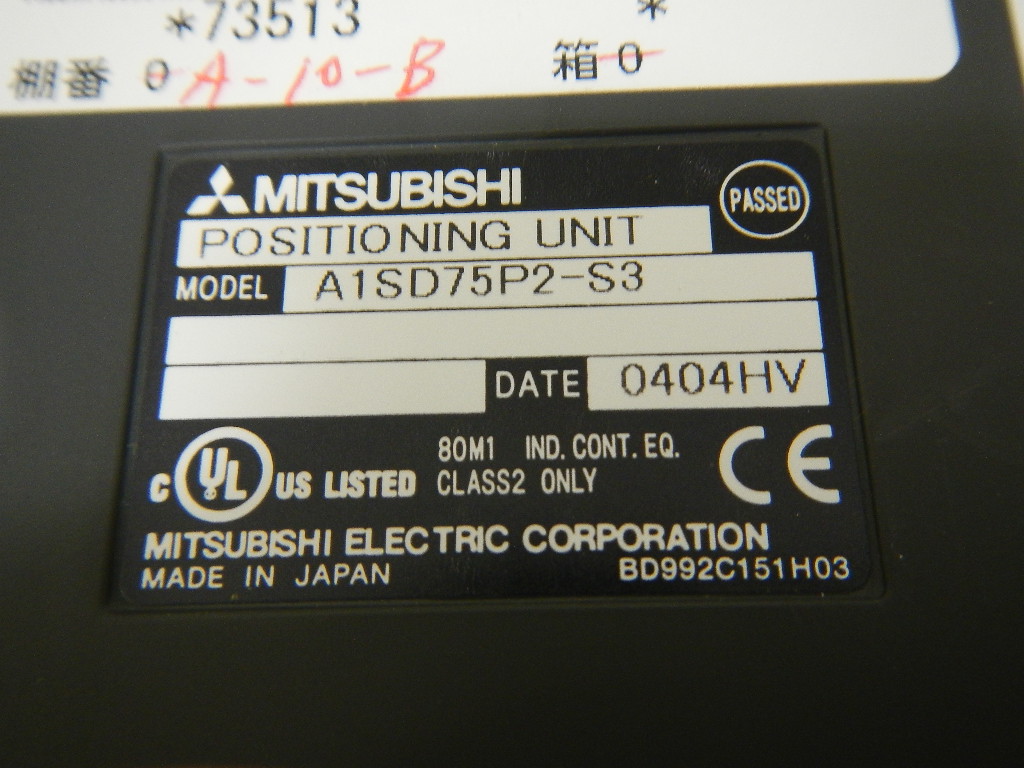 *73513 *
棚番 0 A-10-B 箱 0
MITSUBISHI
PASSED
POSITIONING UNIT
MODEL A1SD75P2-S3
DATE 0404HV
C UL US LISTED
80M1 IND. CONT. EQ.
CLASS2 ONLY
CE
MITSUBISHI ELECTRIC CORPORATION
MADE IN JAPAN BD992C151H03